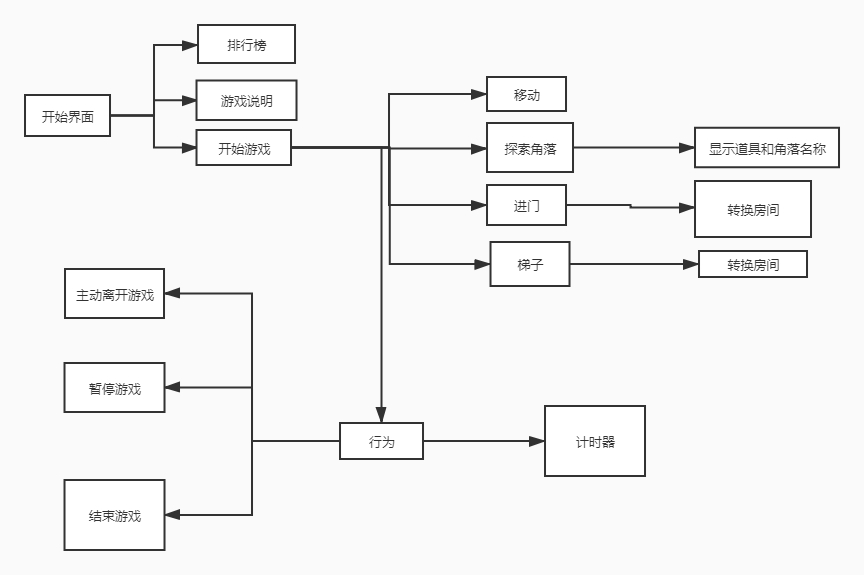 排行榜
开始界面
游戏说明
开始游戏
移动
探索角落
显示道具和角落名称
进门
转换房间
梯子
转换房间
主动离开游戏
暂停游戏
行为
计时器
结束游戏